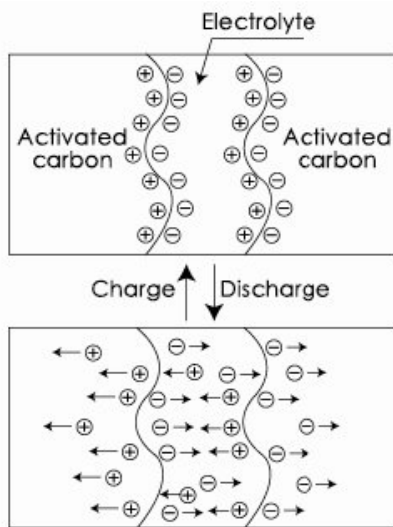 Electrolyte
Activated carbon
Activated carbon
Charge
Discharge